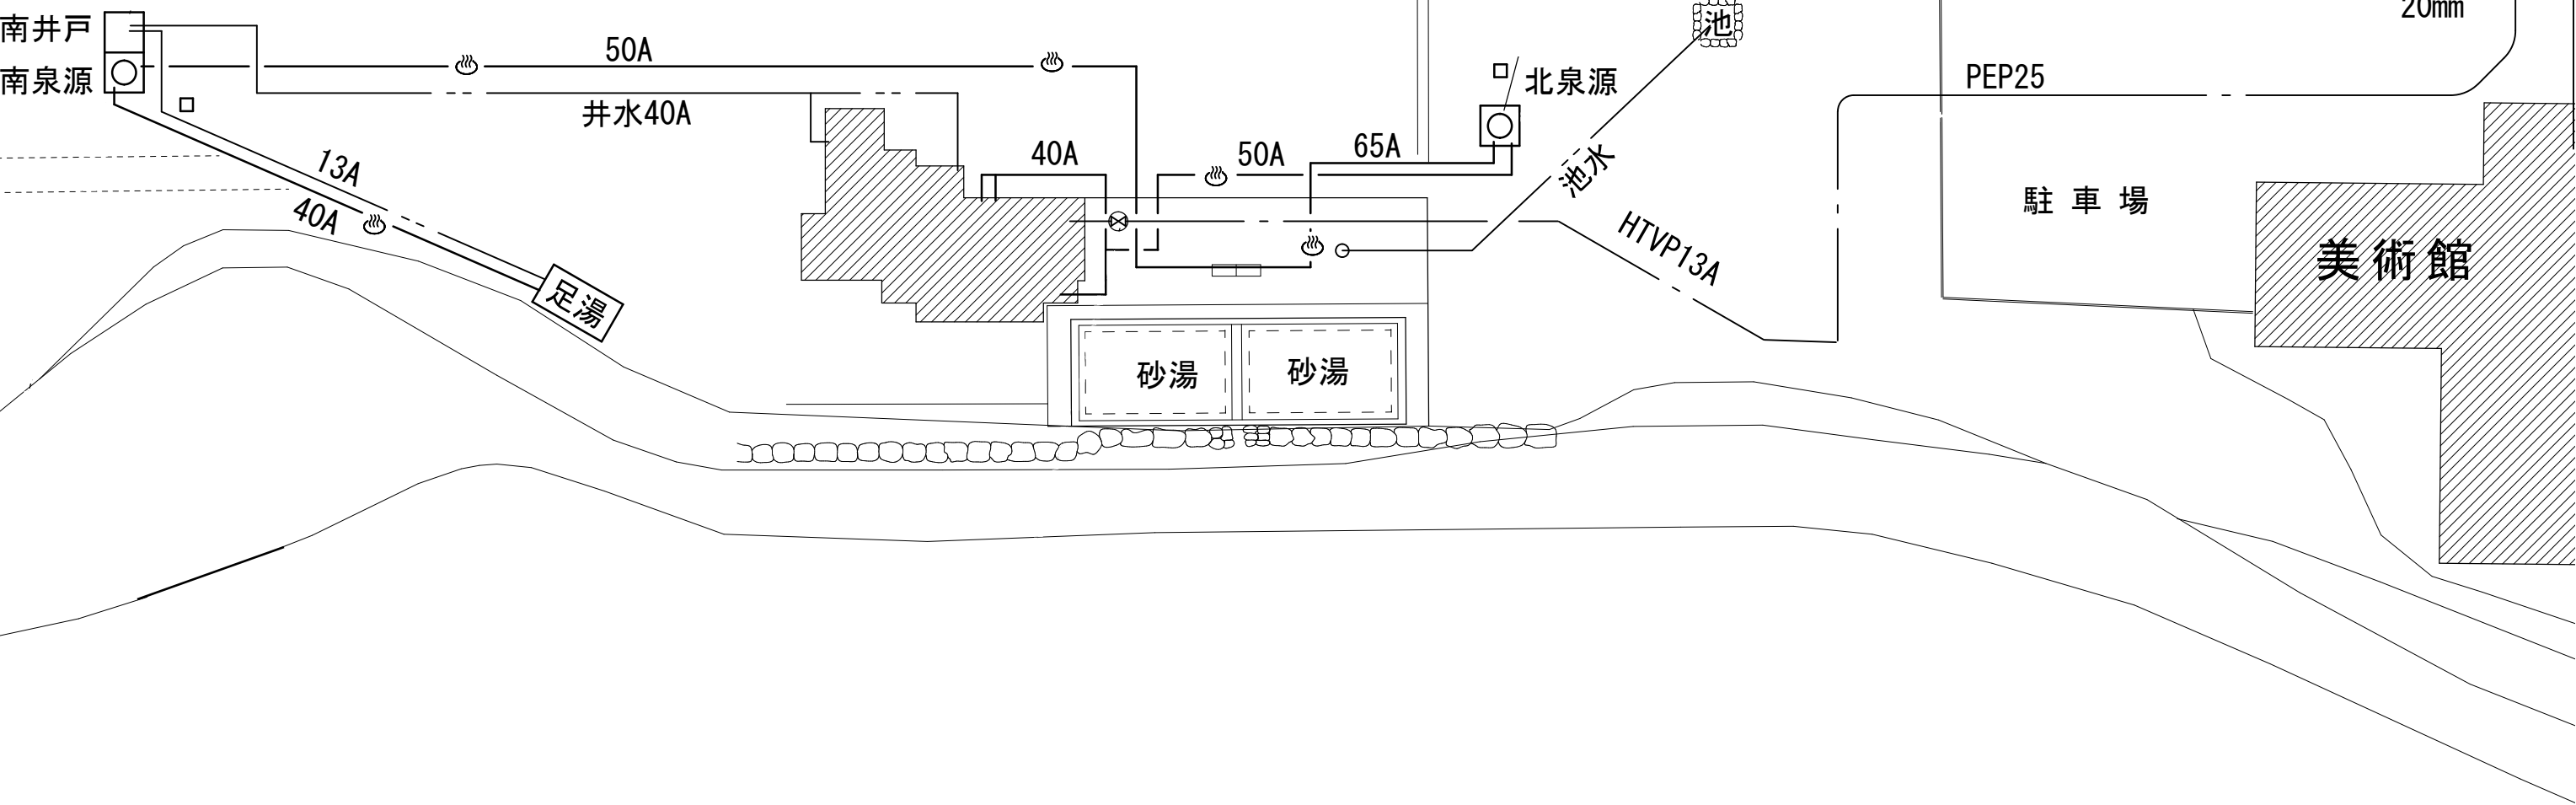 南井戸
南泉源
50A
井水40A
13A
40A
足湯
40A
50A
65A
北泉源
池
池水
HTVP13A
PEP25
20mm
駐車場
美術館
砂湯
砂湯